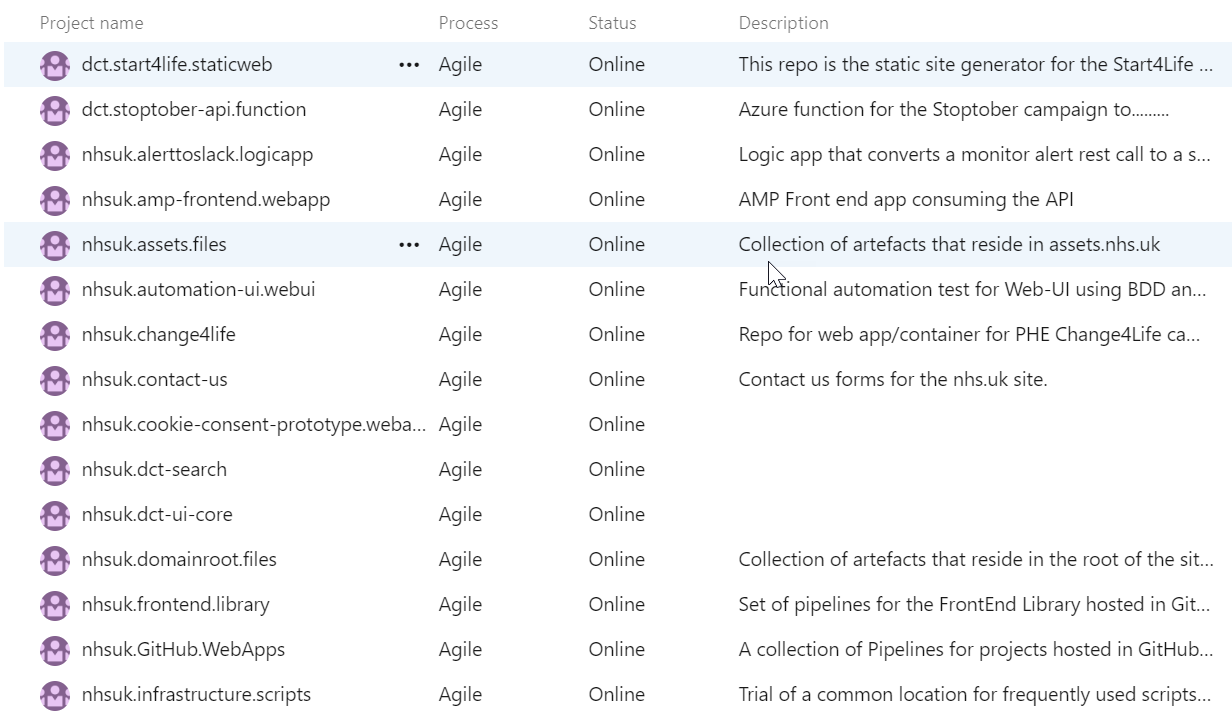 Project name Process Status Description
dct.start4life.staticweb ••• Agile Online This repo is the static site generator for the Start4Life ...
dct.stoptober-api.function Agile Online Azure function for the Stoptober campaign to.........
nhsuk.alerttoslack.logicapp Agile Online Logic app that converts a monitor alert rest call to a s...
nhsuk.amp-frontend.webapp Agile Online AMP Front end app consuming the API
nhsuk.assets.files ••• Agile Online Collection of artefacts that reside in assets.nhs.uk
nhsuk.automation-ui.webui Agile Online Functional automation test for Web-UI using BDD an...
nhsuk.change4life Agile Online Repo for web app/container for PHE Change4Life ca...
nhsuk.contact-us Agile Online Contact us forms for the nhs.uk site.
nhsuk.cookie-consent-prototype.weba... Agile Online
nhsuk.dct-search Agile Online
nhsuk.dct-ui-core Agile Online
nhsuk.domainroot.files Agile Online Collection of artefacts that reside in the root of the sit...
nhsuk.frontend.library Agile Online Set of pipelines for the FrontEnd Library hosted in Git...
nhsuk.GitHub.WebApps Agile Online A collection of Pipelines for projects hosted in GitHub...
nhsuk.infrastructure.scripts Agile Online Trial of a common location for frequently used scripts...